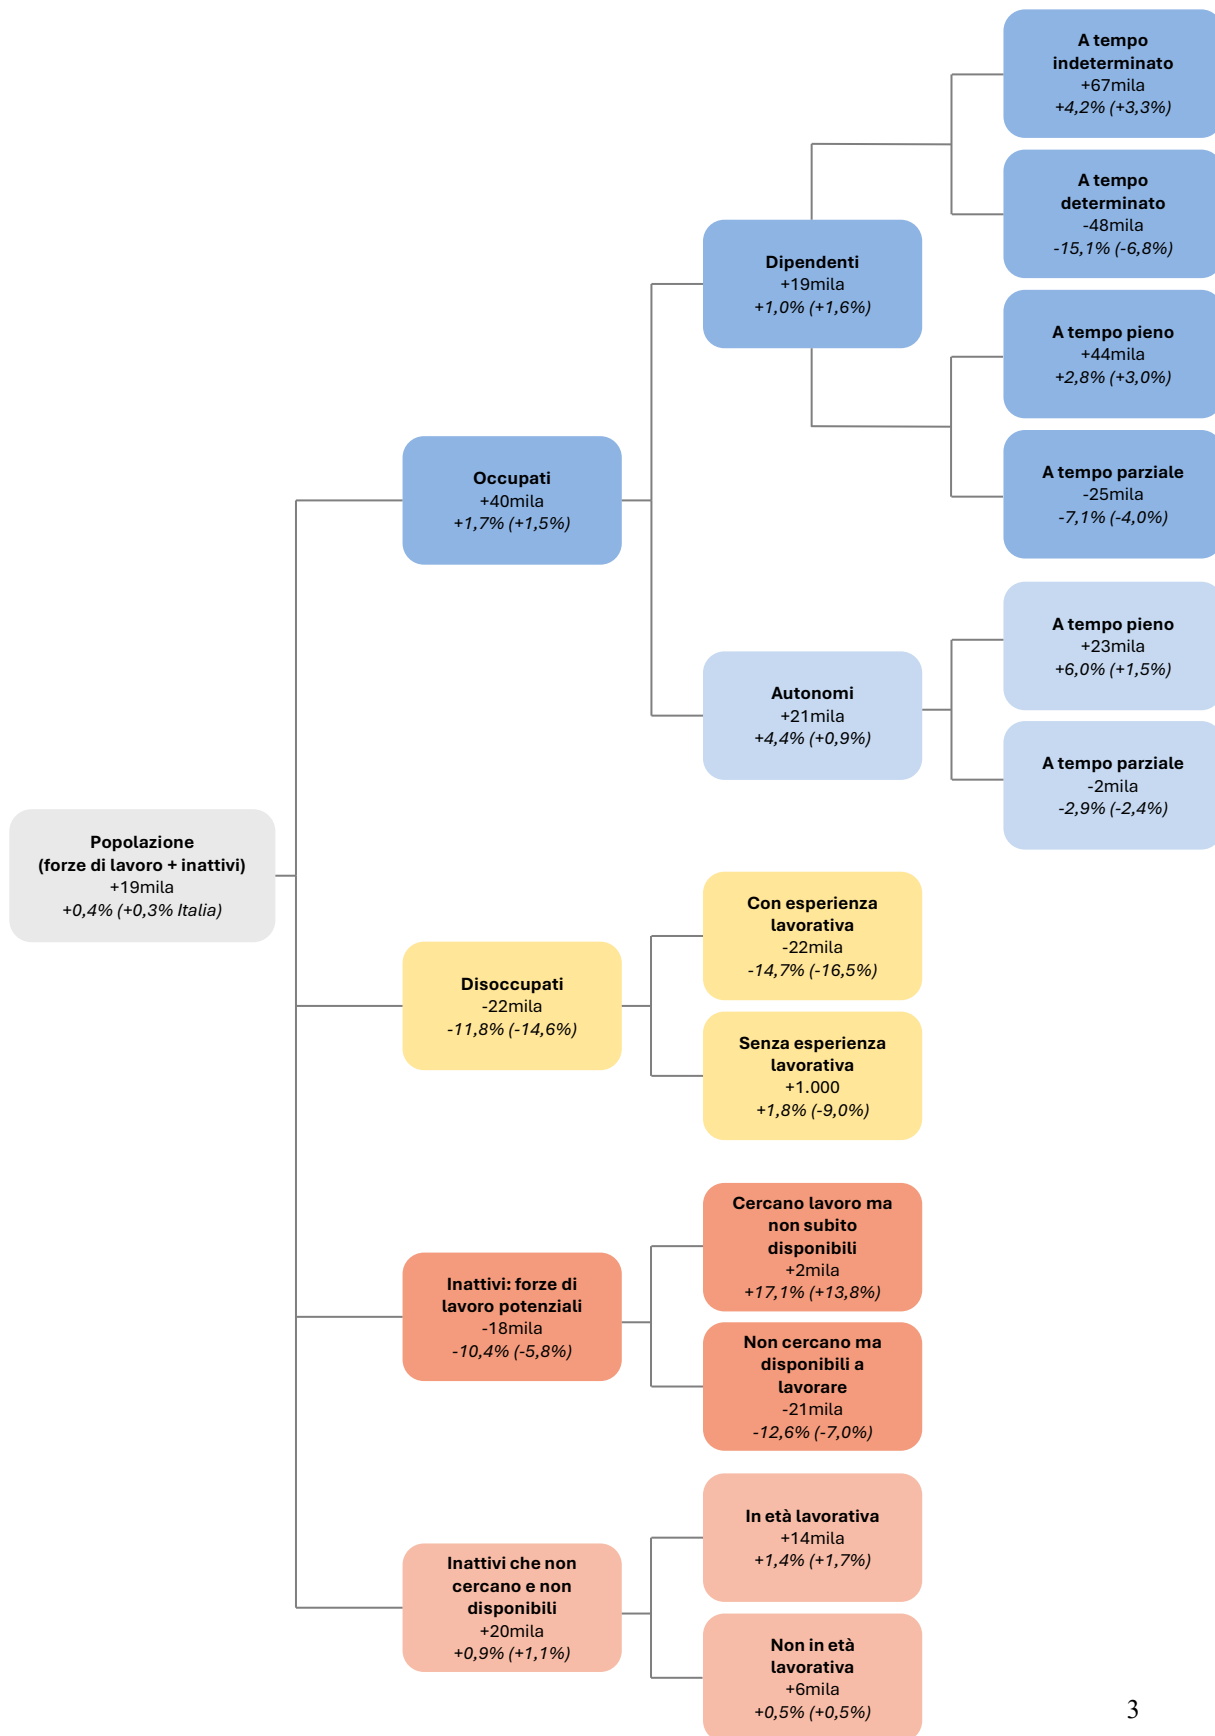 Popolazione
(forze di lavoro + inattivi)
+19mila
+0,4% (+0,3% Italia)
Occupati
+40mila
+1,7% (+1,5%)
Dipendenti
+19mila
+1,0% (+1,6%)
A tempo
indeterminato
+67mila
+4,2% (+3,3%)
A tempo
determinato
-48mila
-15,1% (-6,8%)
A tempo pieno
+44mila
+2,8% (+3,0%)
A tempo parziale
-25mila
-7,1% (-4,0%)
Autonomi
+21mila
+4,4% (+0,9%)
A tempo pieno
+23mila
+6,0% (+1,5%)
A tempo parziale
-2mila
-2,9% (-2,4%)
Disoccupati
-22mila
-11,8% (-14,6%)
Con esperienza
lavorativa
-22mila
-14,7% (-16,5%)
Senza esperienza
lavorativa
+1.000
+1,8% (-9,0%)
Inattivi: forze di
lavoro potenziali
-18mila
-10,4% (-5,8%)
Cercano lavoro ma
non subito
disponibili
+2mila
+17,1% (+13,8%)
Non cercano ma
disponibili a
lavorare
-21mila
-12,6% (-7,0%)
Inattivi che non
cercano e non
disponibili
+20mila
+0,9% (+1,1%)
In età lavorativa
+14mila
+1,4% (+1,7%)
Non in età
lavorativa
+6mila
+0,5% (+0,5%)
3